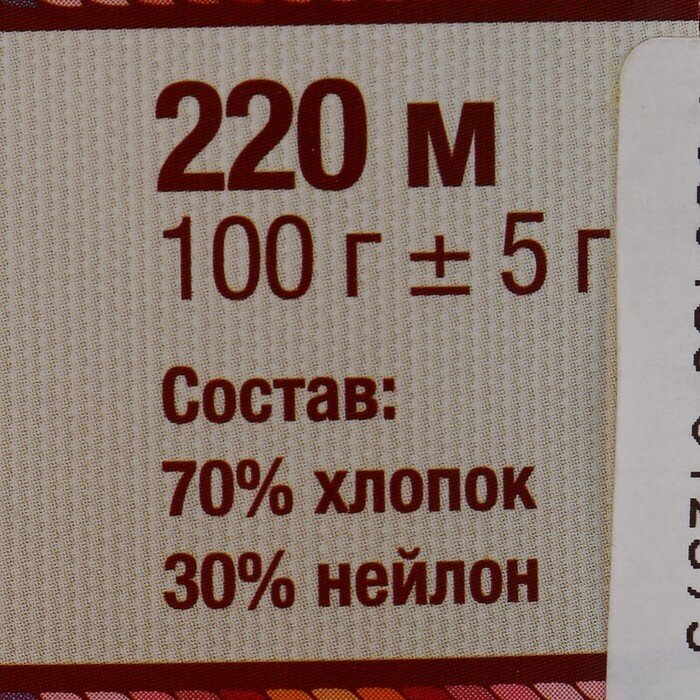 220 м
100 г ± 5 г
Состав:
70% хлопок
30% нейлон